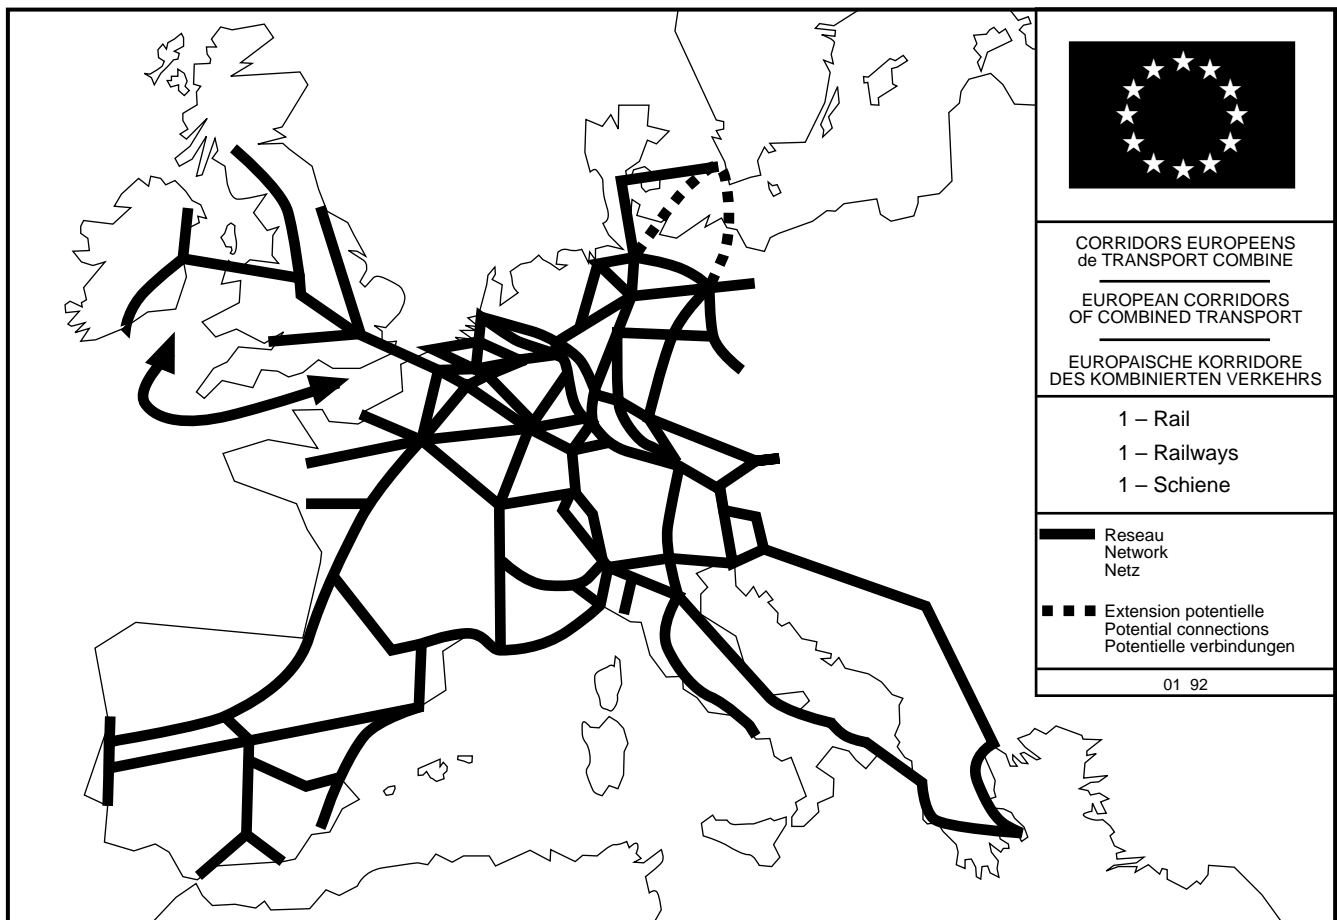 CORRIDORS EUROPEENS
de TRANSPORT COMBINE
EUROPEAN CORRIDORS
OF COMBINED TRANSPORT
EUROPAISCHE KORRIDORE
DES KOMBINIERTEN VERKEHRS
1 – Rail
1 – Railways
1 – Schiene
Reseau
Network
Netz
Extension potentielle
Potential connections
Potentielle verbindungen
01 92